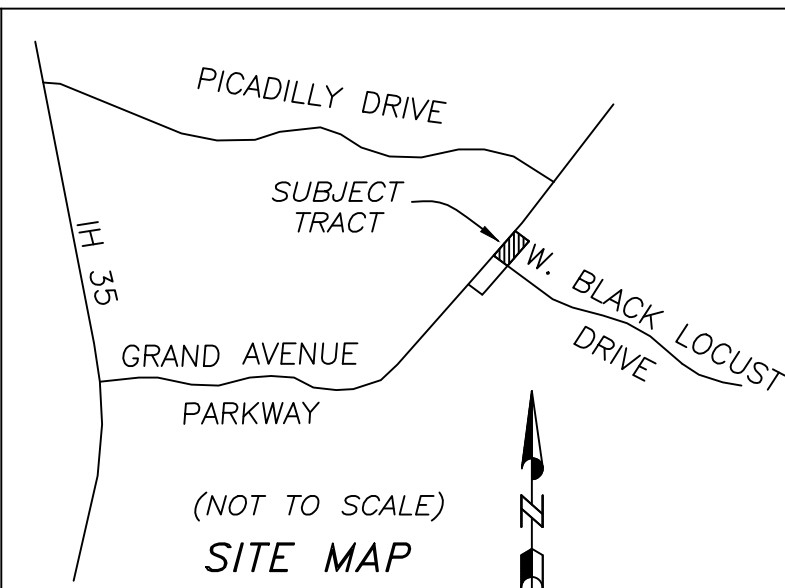 PICADILLY DRIVE
SUBJECT
TRACT
IH 35
W. BLACK LOCUST
DRIVE
GRAND AVENUE
PARKWAY
(NOT TO SCALE)
SITE MAP
N